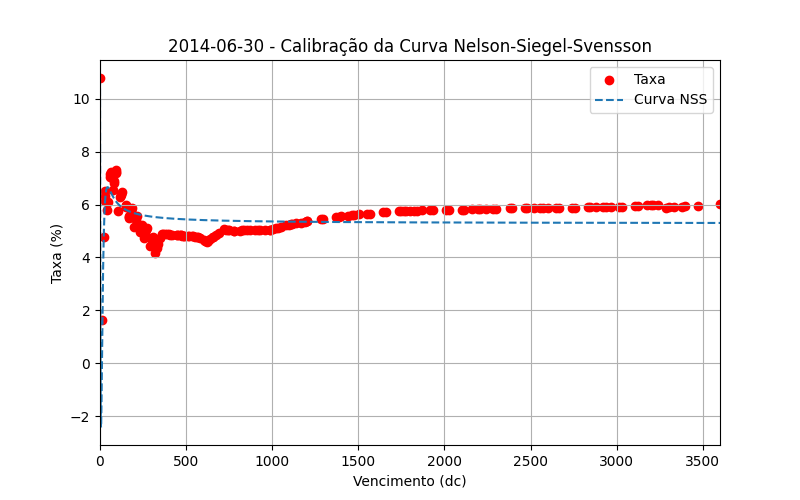 2014-06-30 - Calibração da Curva Nelson-Siegel-Svensson
Taxa
Curva NSS
Taxa (%)
10
8
6
4
2
0
−2
0 500 1000 1500 2000 2500 3000 3500
Vencimento (dc)